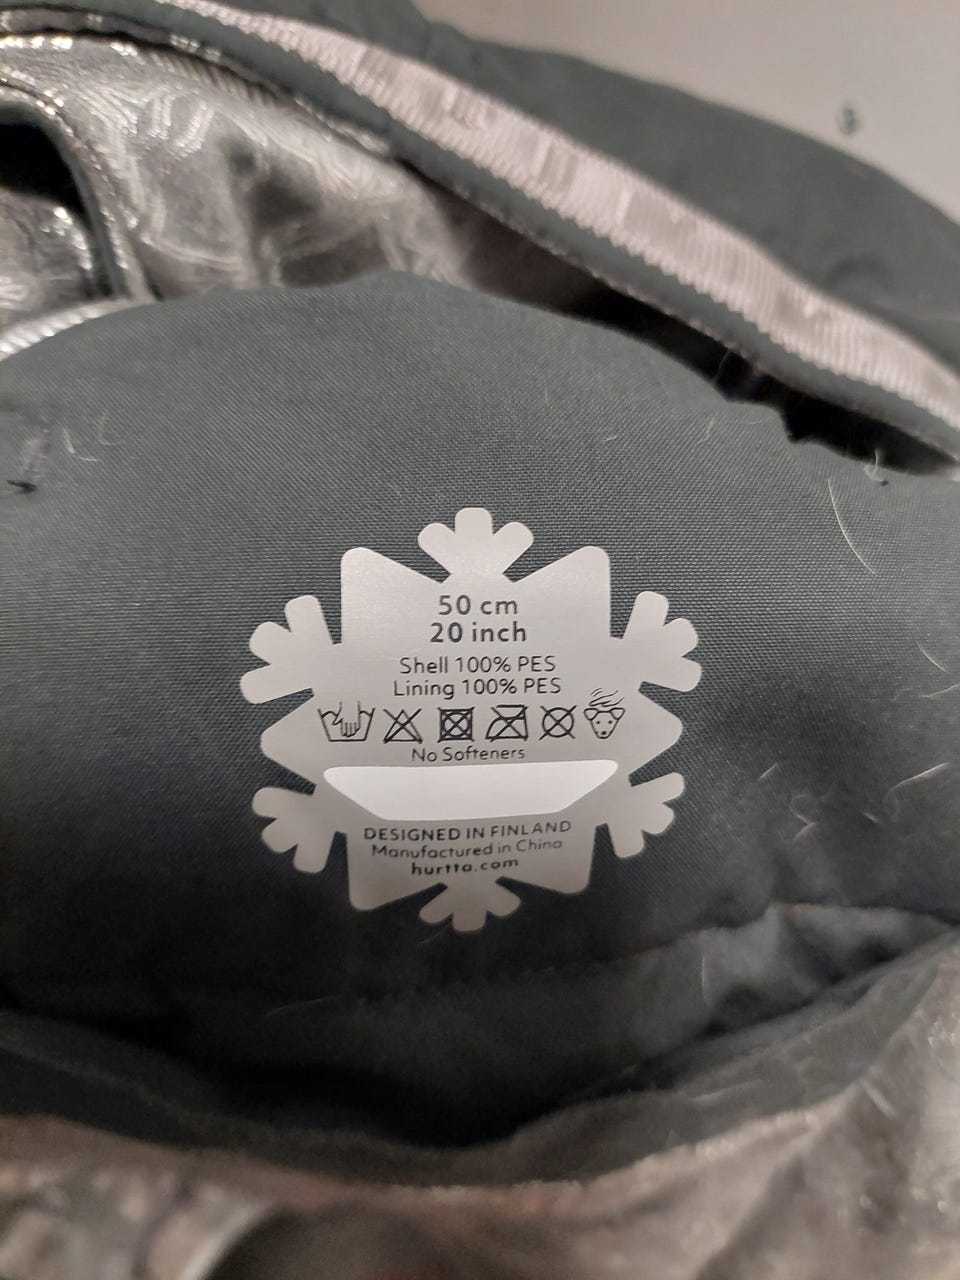 50 cm
20 inch
Shell 100% PES
Lining 100% PES
No Softeners
DESIGNED IN FINLAND
Manufactured in China
hurtta.com